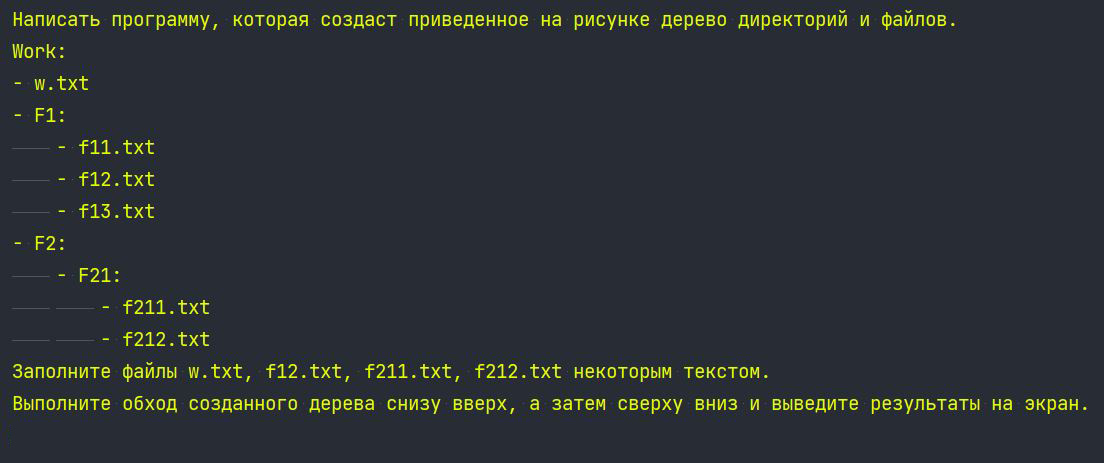 Написать программу, которая создаст приведенное на рисунке дерево директорий и файлов.
Work:
- w.txt
- F1:
- f11.txt
- f12.txt
- f13.txt
- F2:
- F21:
- f211.txt
- f212.txt
Заполните файлы w.txt, f12.txt, f211.txt, f212.txt некоторым текстом.
Выполните обход созданного дерева снизу вверх, а затем сверху вниз и выведите результаты на экран.